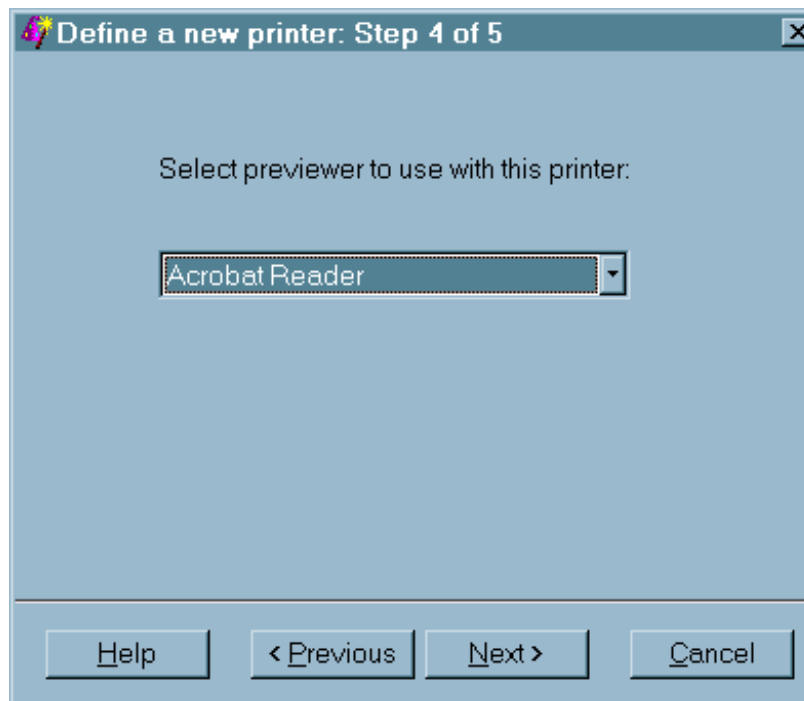 Define a new printer: Step 4 of 5
Select previewer to use with this printer:
Acrobat Reader
Help < Previous Next > Cancel